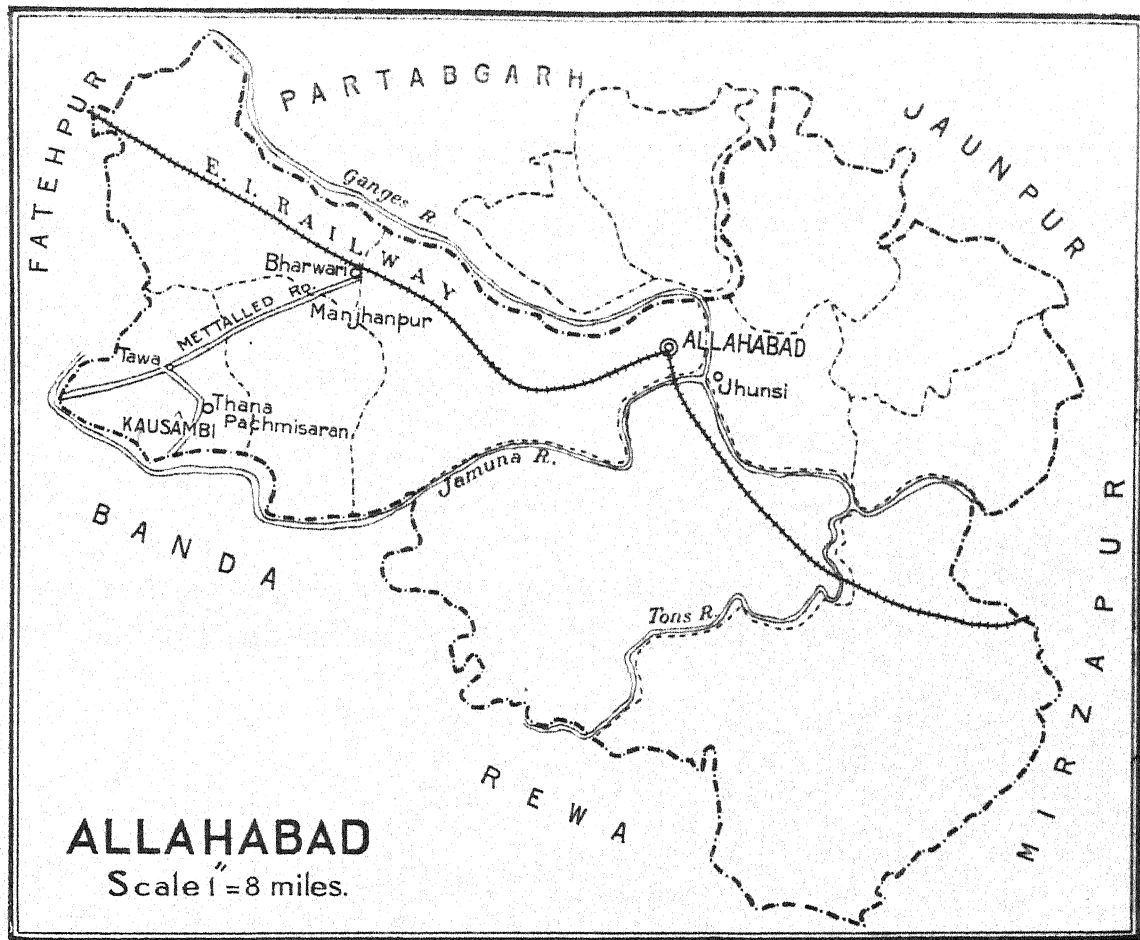 PARTABGARH
JAUNPUR
FATEHPUR
E. I. RAILWAY
Ganges R
Bharwari
METTALLED RD.
Manjhanpur
ALLAHABAD
Jhunsi
Tawa
Thana
Pachmisaran
KAUSÂMBI
Jamuna R.
BANDA
MIRZAPUR
Tons R.
REWA
ALLAHABAD
Scale 1"=8 miles.